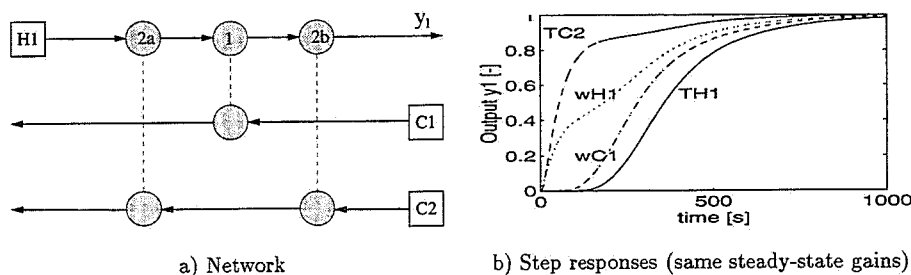 H1
2a
1
2b
y₁
C1
C2
a) Network
Output y1 [-]
1
0.8
0.6
0.4
0.2
0
TC2
wH1
TH1
wC1
0
500
1000
time [s]
b) Step responses (same steady-state gains)